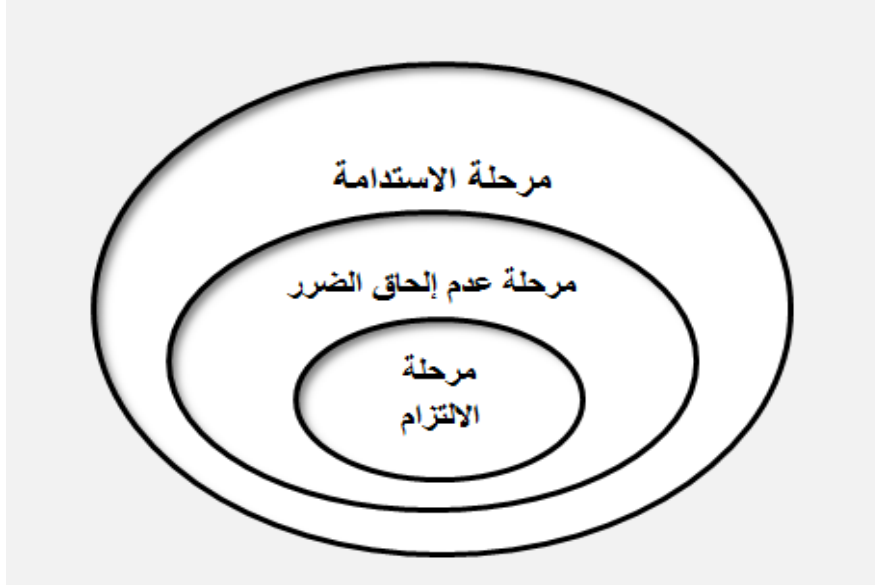 مرحلة الاستدامة
مرحلة عدم إلحاق الضرر
مرحلة
الالتزام